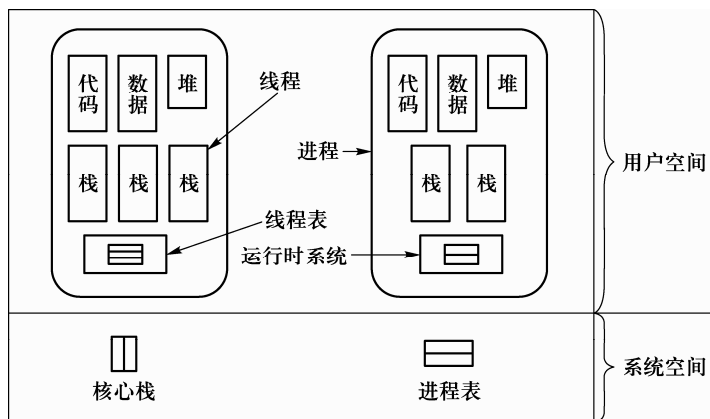 代码
数据
堆
线程
代码
数据
堆
进程
用户空间
栈
栈
栈
栈
栈
线程表
运行时系统
系统空间
核心栈
进程表